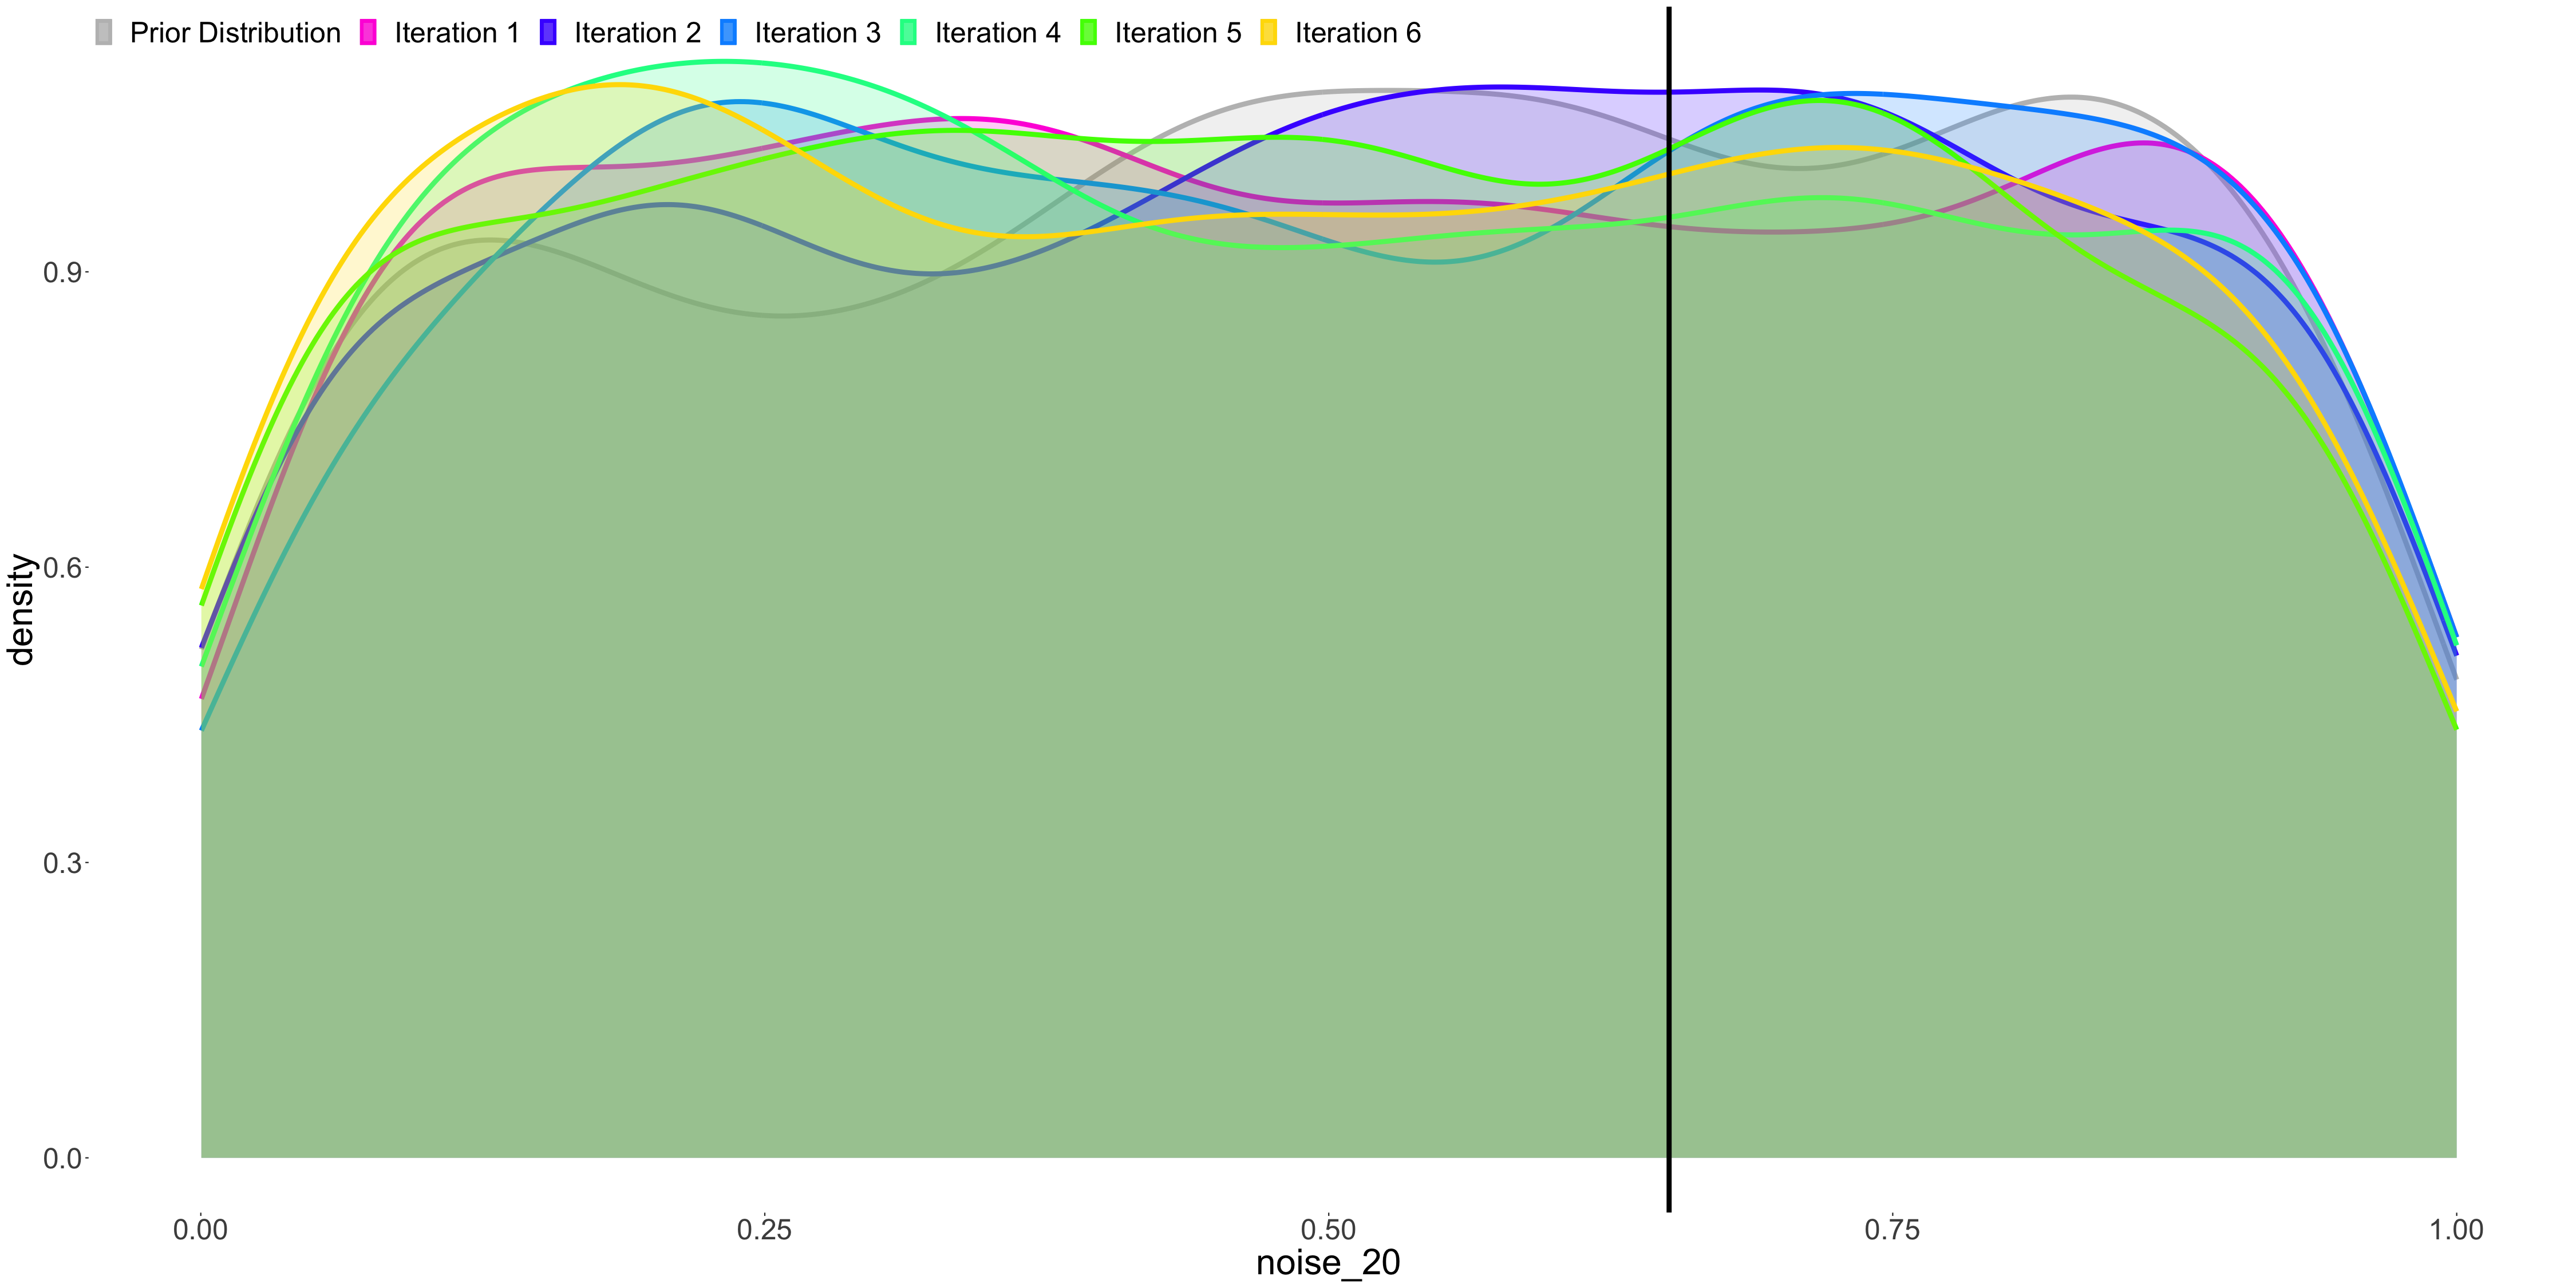 Prior Distribution Iteration 1 Iteration 2 Iteration 3 Iteration 4 Iteration 5 Iteration 6
density
0.9
0.6
0.3
0.0
0.00 0.25 0.50 0.75 1.00
noise_20